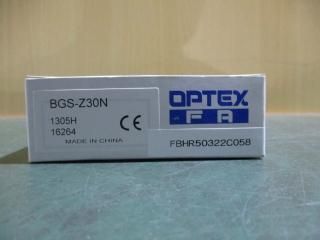 BGS-Z30N
1305H
16264
CE
MADE IN CHINA
OPTEX
FA
FBHR50322C058